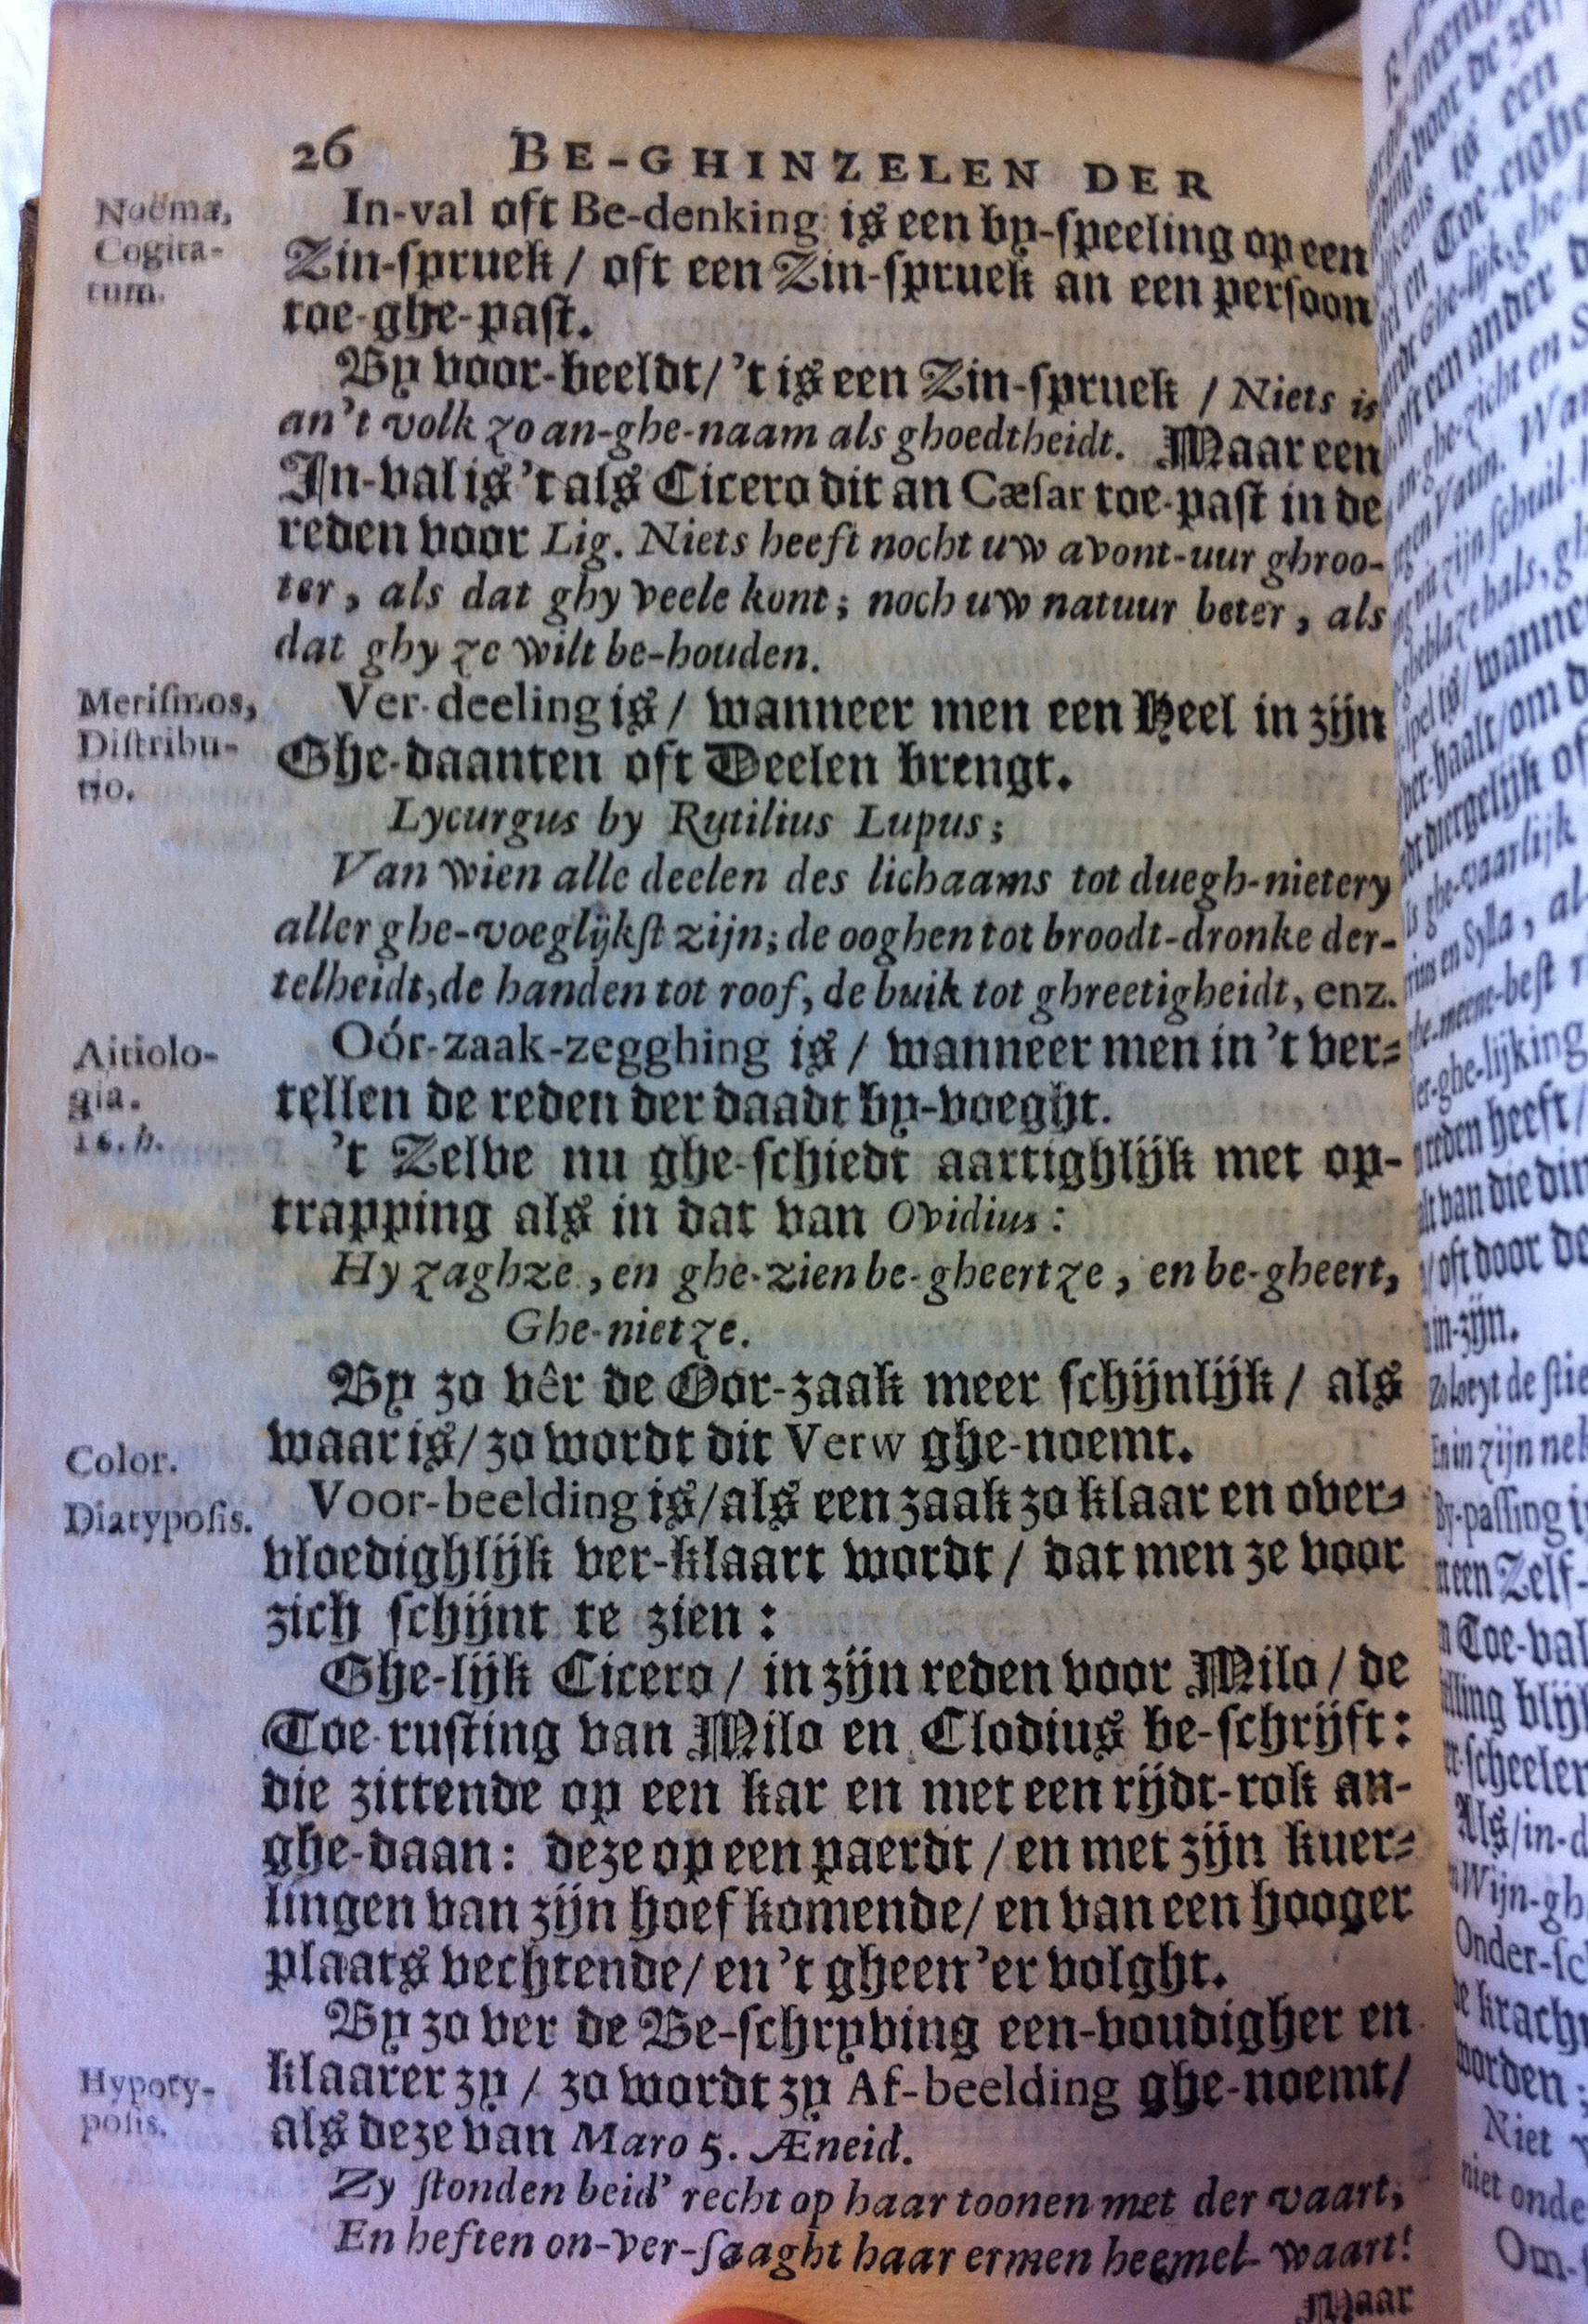 26 BE-GHINZELEN DER
Noëma,
Cogita-
tum.
In-val oft Be-denking is een by-speeling op een
Zin-spruek / oft een Zin-spruek an een persoon
toe-ghe-past.
By voor-beeldt / 't is een Zin-spruek / Niets is
an't volk zo an-ghe-naam als ghoedtheidt. Maar een
In-val is 't als Cicero dit an Cæsar toe-past in de
reden voor Lig. Niets heeft nocht uw avont-uur ghroo-
ter, als dat ghy veele kont; noch uw natuur beter, als
dat ghy ze wilt be-houden.
Merismos,
Distribu-
tio.
Ver-deeling is / wanneer men een Heel in zijn
Ghe-daanten oft Deelen brengt.
Lycurgus by Rutilius Lupus;
Van wien alle deelen des lichaams tot duegh-nietery
aller ghe-voeglijkst zijn; de ooghen tot broodt-dronke der-
telheidt, de handen tot roof, de buik tot ghreetigheidt, enz.
Aitiolo-
gia.
16. h.
Oór-zaak-zegghing is / wanneer men in 't ver-
tellen de reden der daadt by-voeght.
't Zelve nu ghe-schiedt aartighlijk met op-
trapping als in dat van Ovidius:
Hy zaghze, en ghe-zien be-gheertze, en be-gheert,
Ghe-nietze.
By zo vêr de Oor-zaak meer schijnlijk / als
waar is / zo wordt dit Verw ghe-noemt.
Color.
Diatyposis.
Voor-beelding is / als een zaak zo klaar en over-
vloedighlijk ver-klaart wordt / dat men ze voor
zich schijnt te zien:
Ghe-lijk Cicero / in zijn reden voor Milo / de
Toe-rusting van Milo en Clodius be-schrijft:
die zittende op een kar en met een rijdt-rok an-
ghe-daan: deze op een paerdt / en met zijn kuer-
lingen van zijn hoef komende / en van een hooger
plaats vechtende / en 't gheen 'er volght.
By zo ver de Be-schryving een-voudigher en
klaarer zy / zo wordt zy Af-beelding ghe-noemt /
Hypoty-
posis.
als deze van Maro 5. Æneid.
Zy stonden beid' recht op haar toonen met der vaart,
En heften on-ver-saaght haar ermen heemel-waart!
Maar